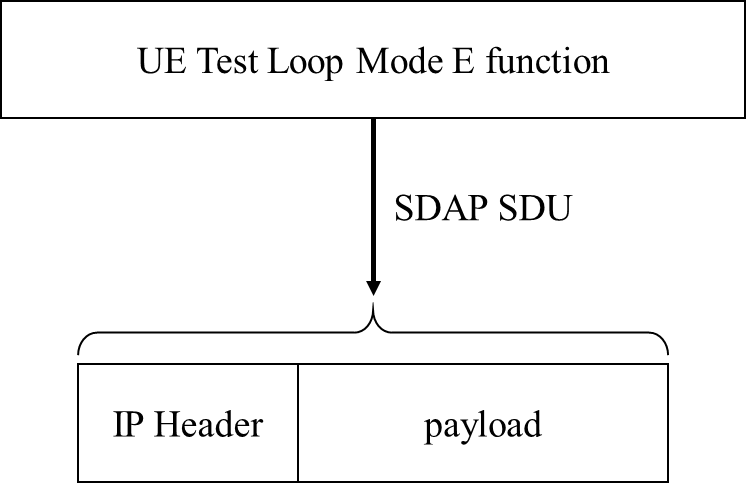 UE Test Loop Mode E function
SDAP SDU
IP Header
payload